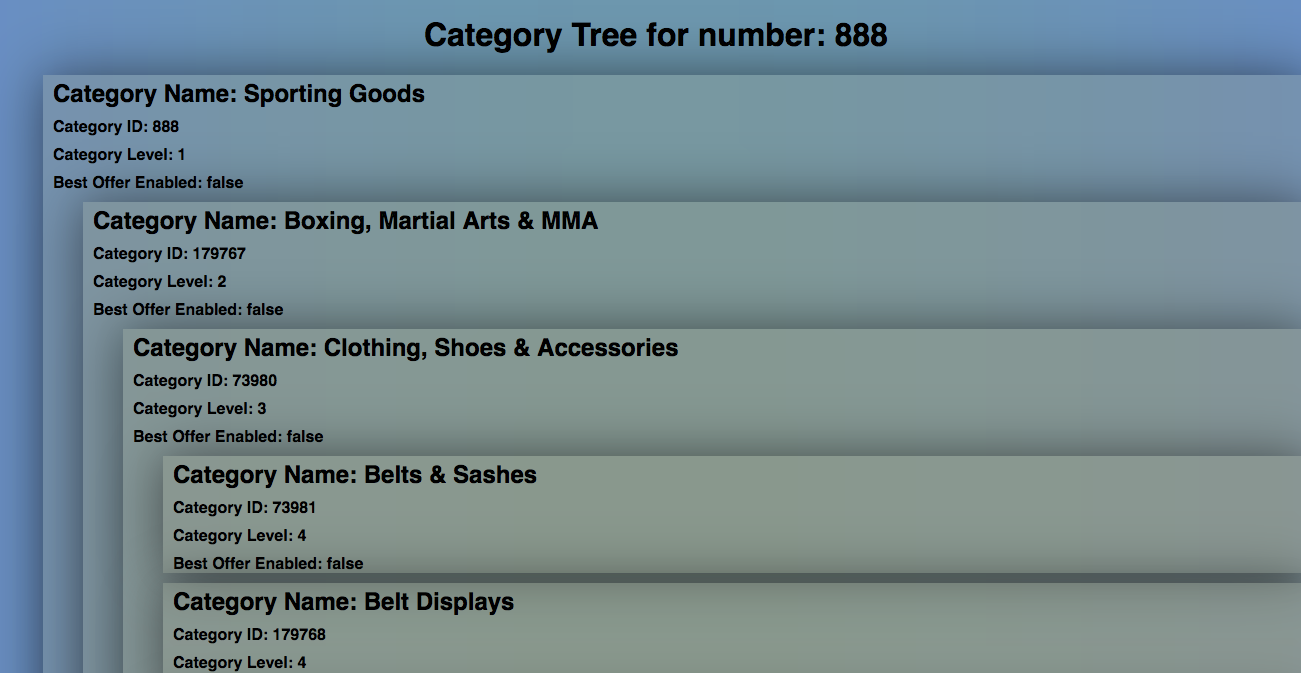 Category Tree for number: 888
Category Name: Sporting Goods
Category ID: 888
Category Level: 1
Best Offer Enabled: false
Category Name: Boxing, Martial Arts & MMA
Category ID: 179767
Category Level: 2
Best Offer Enabled: false
Category Name: Clothing, Shoes & Accessories
Category ID: 73980
Category Level: 3
Best Offer Enabled: false
Category Name: Belts & Sashes
Category ID: 73981
Category Level: 4
Best Offer Enabled: false
Category Name: Belt Displays
Category ID: 179768
Category Level: 4